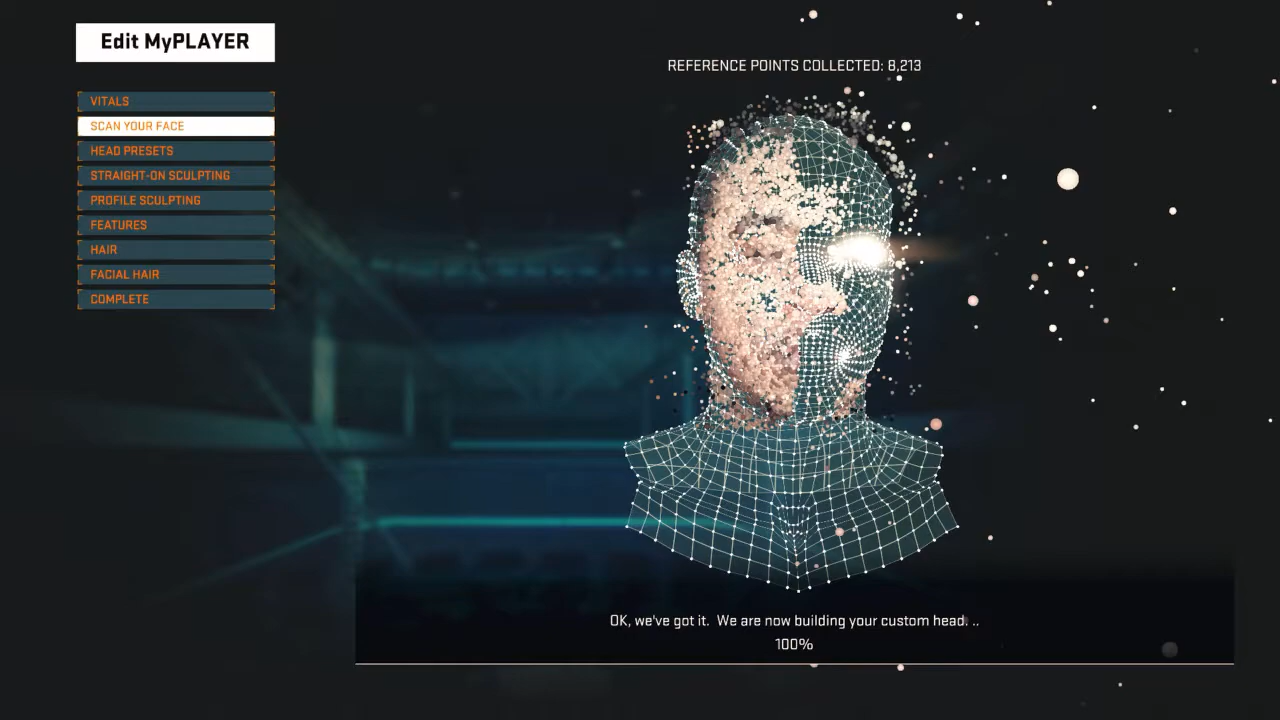 Edit MyPLAYER
VITALS
SCAN YOUR FACE
HEAD PRESETS
STRAIGHT-ON SCULPTING
PROFILE SCULPTING
FEATURES
HAIR
FACIAL HAIR
COMPLETE
REFERENCE POINTS COLLECTED: 8,213
OK, we've got it.  We are now building your custom head. ..
100%